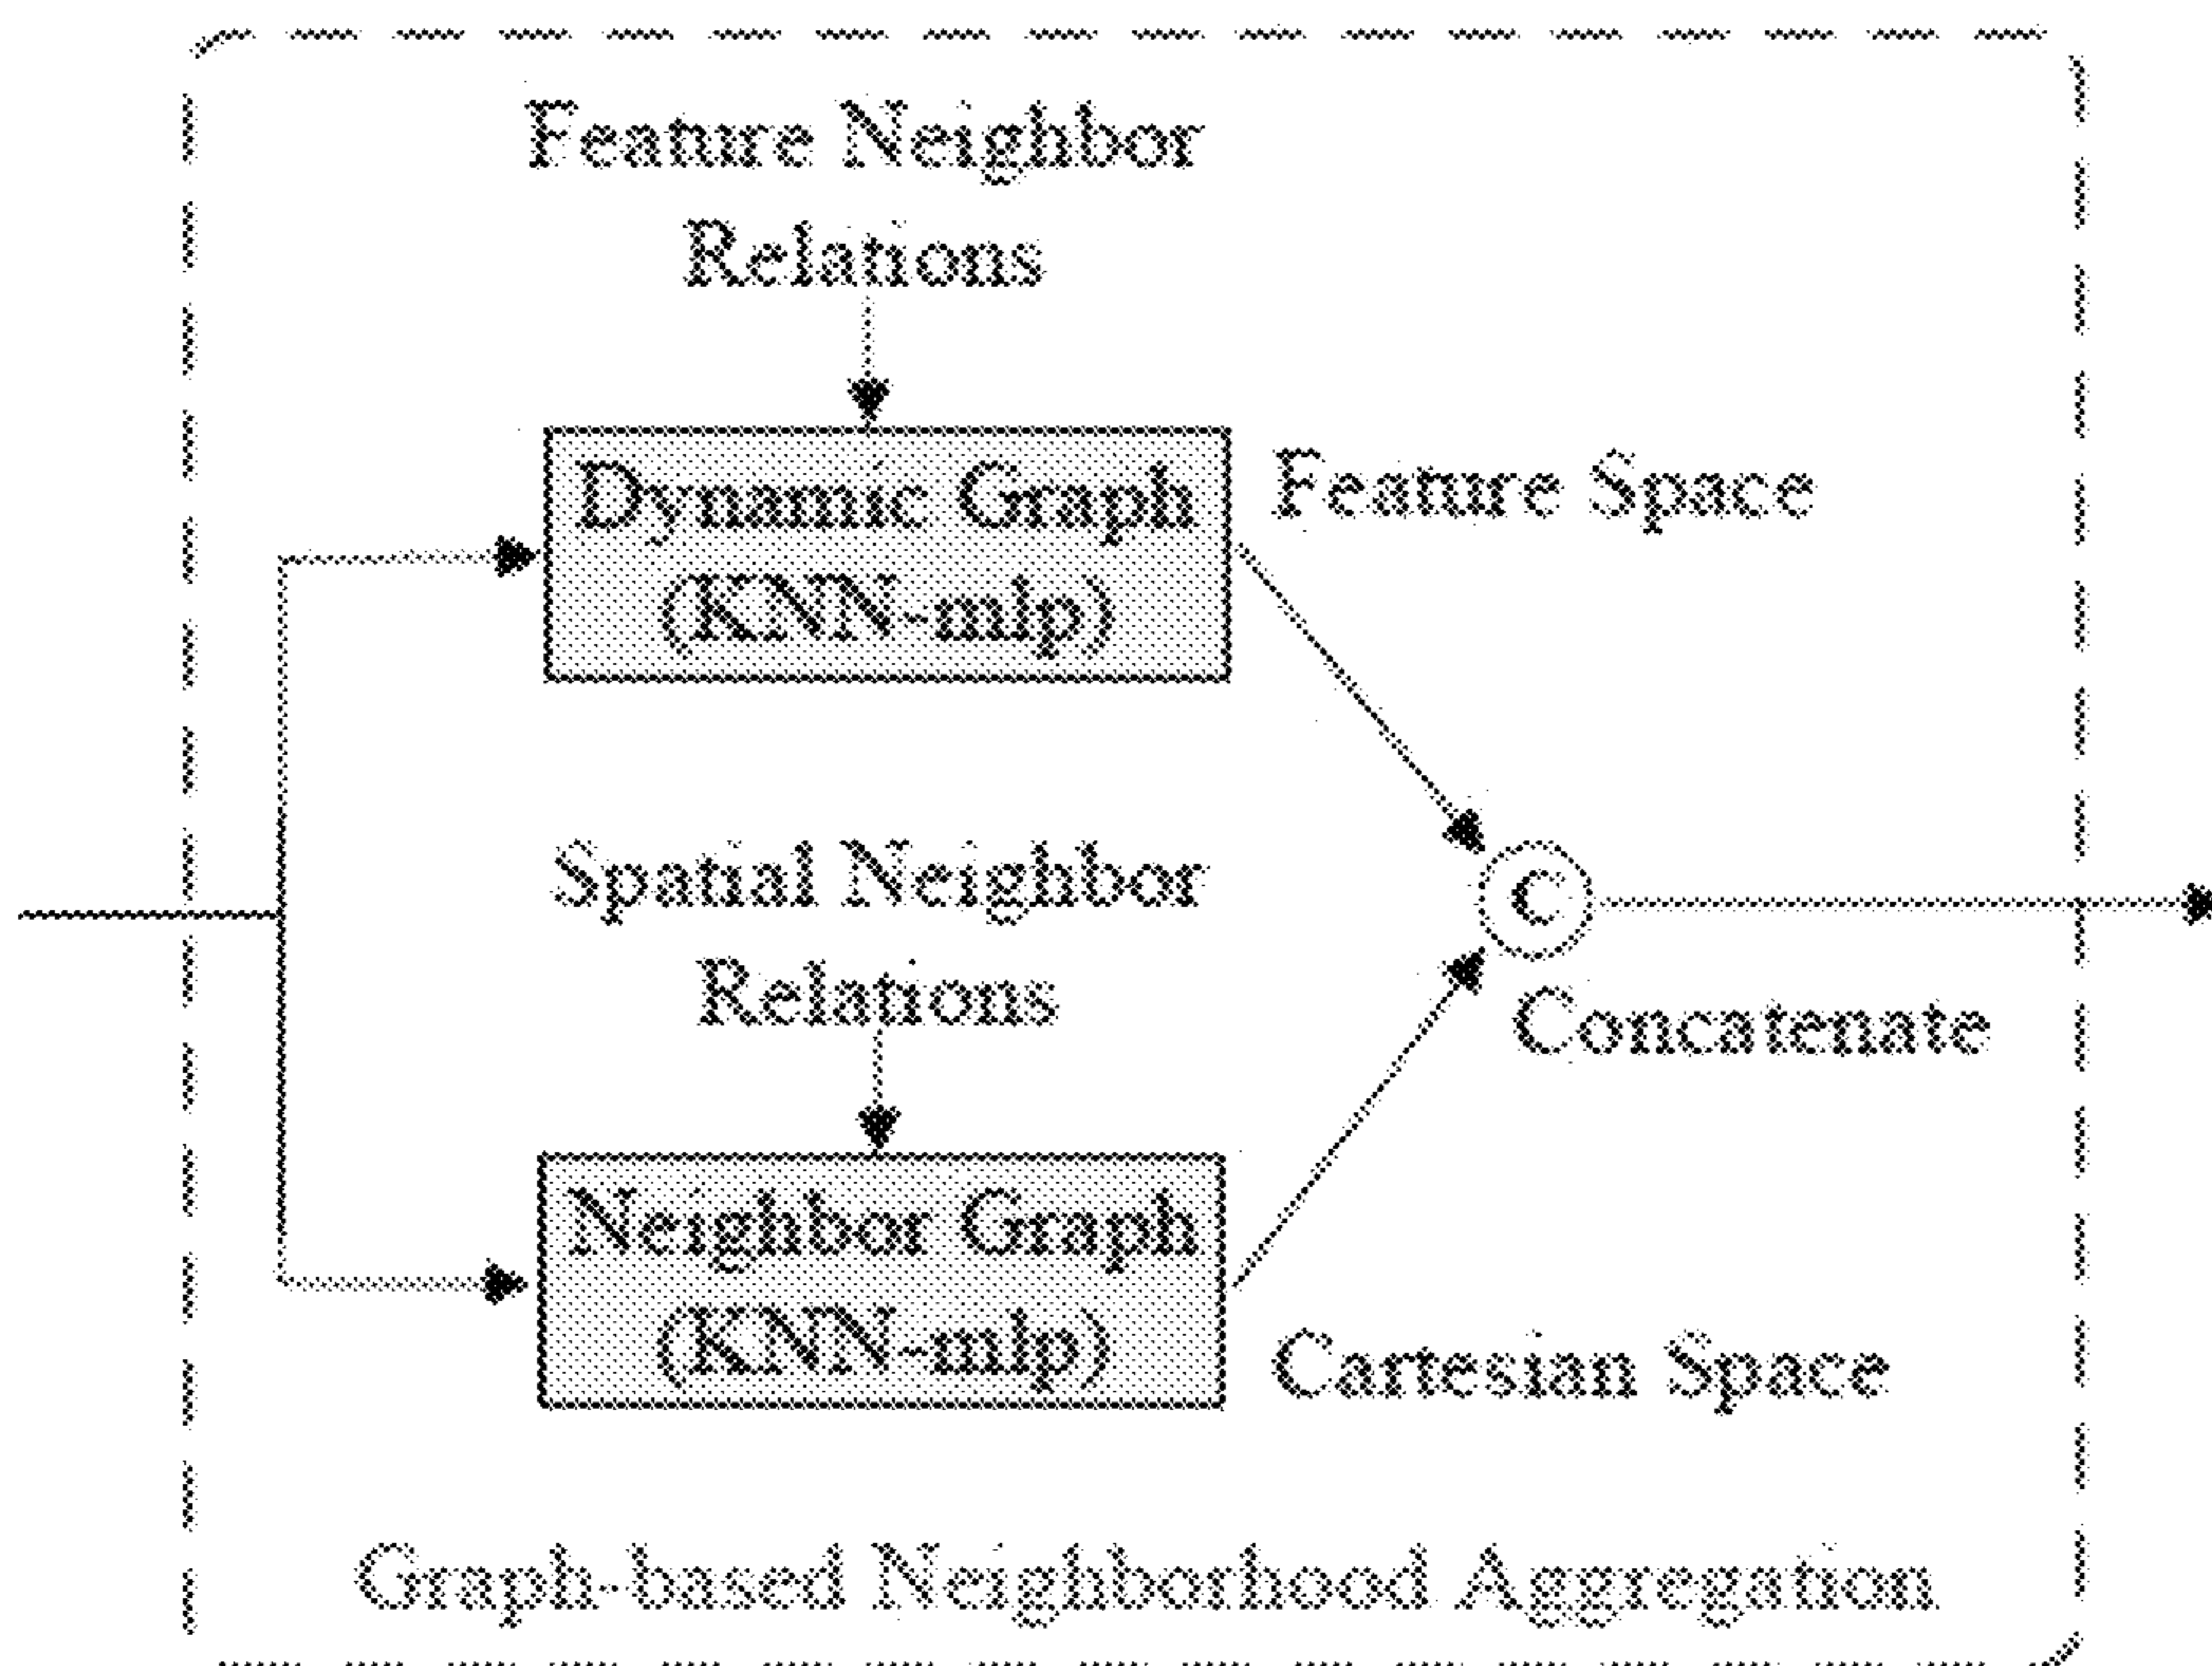 Feature Neighbor
Relations
Dynamic Graph
(KNN-mlp)
Feature Space
Spatial Neighbor
Relations
C
Concatenate
Neighbor Graph
(KNN-mlp)
Cartesian Space
Graph-based Neighborhood Aggregation